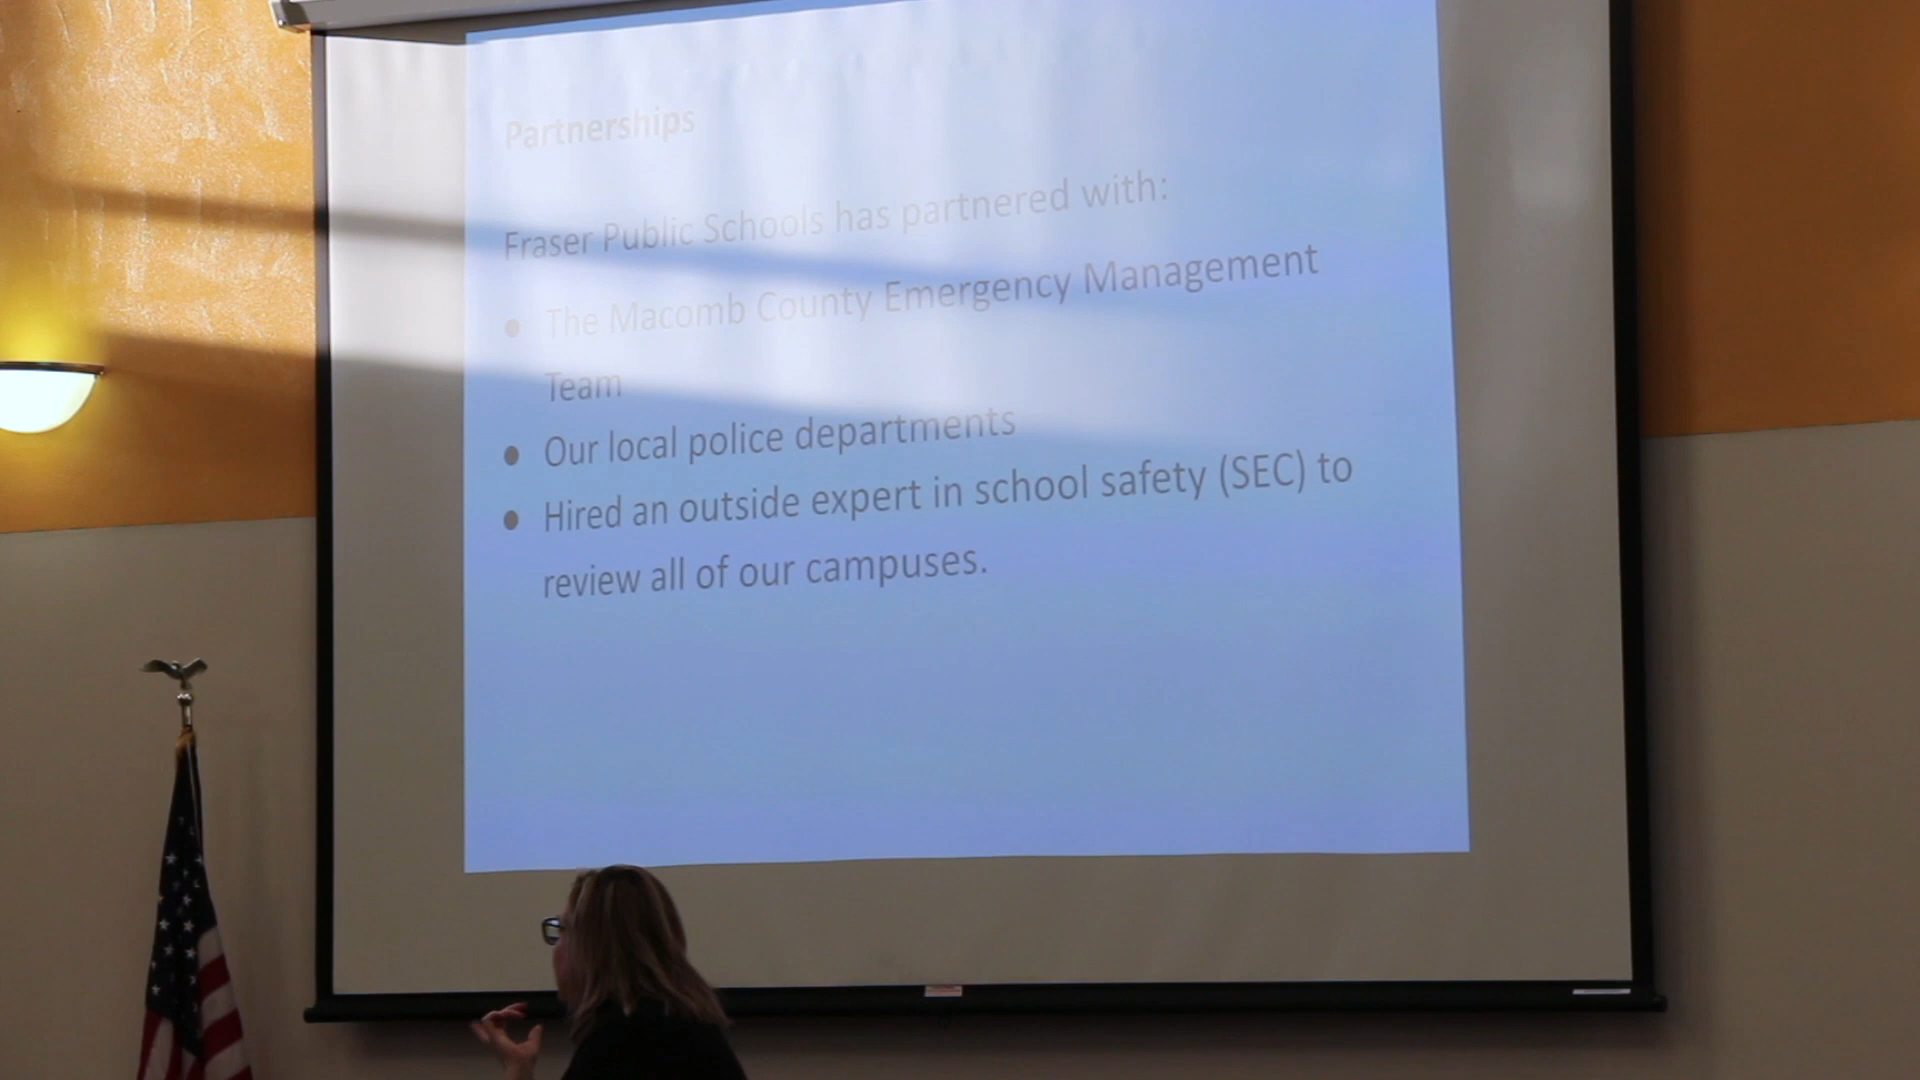 Partnerships
Fraser Public Schools has partnered with:
● The Macomb County Emergency Management
Team
● Our local police departments
● Hired an outside expert in school safety (SEC) to
review all of our campuses.